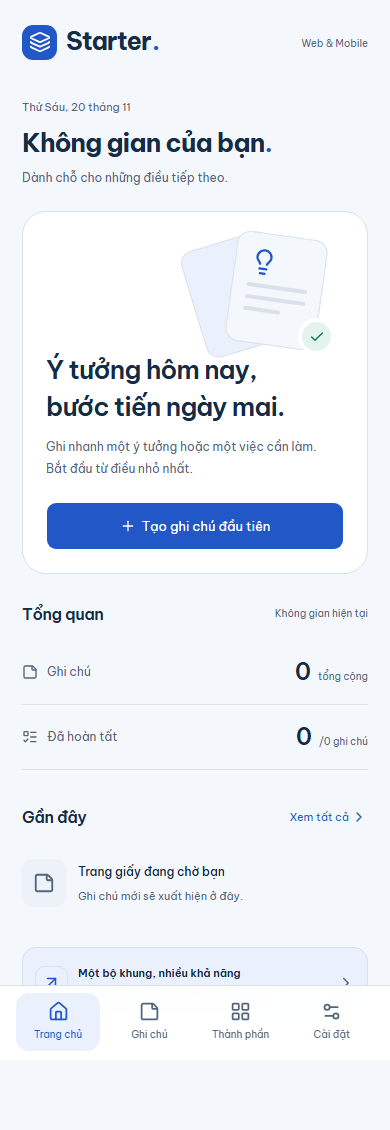 Starter.
Web & Mobile
Thứ Sáu, 20 tháng 11
Không gian của bạn.
Dành chỗ cho những điều tiếp theo.
Ý tưởng hôm nay,
bước tiến ngày mai.
Ghi nhanh một ý tưởng hoặc một việc cần làm.
Bắt đầu từ điều nhỏ nhất.
Tạo ghi chú đầu tiên
Tổng quan
Không gian hiện tại
Ghi chú
0 tổng cộng
Đã hoàn tất
0 /0 ghi chú
Gần đây
Xem tất cả
Trang giấy đang chờ bạn
Ghi chú mới sẽ xuất hiện ở đây.
Một bộ khung, nhiều khả năng
Trang chủ
Ghi chú
Thành phần
Cài đặt